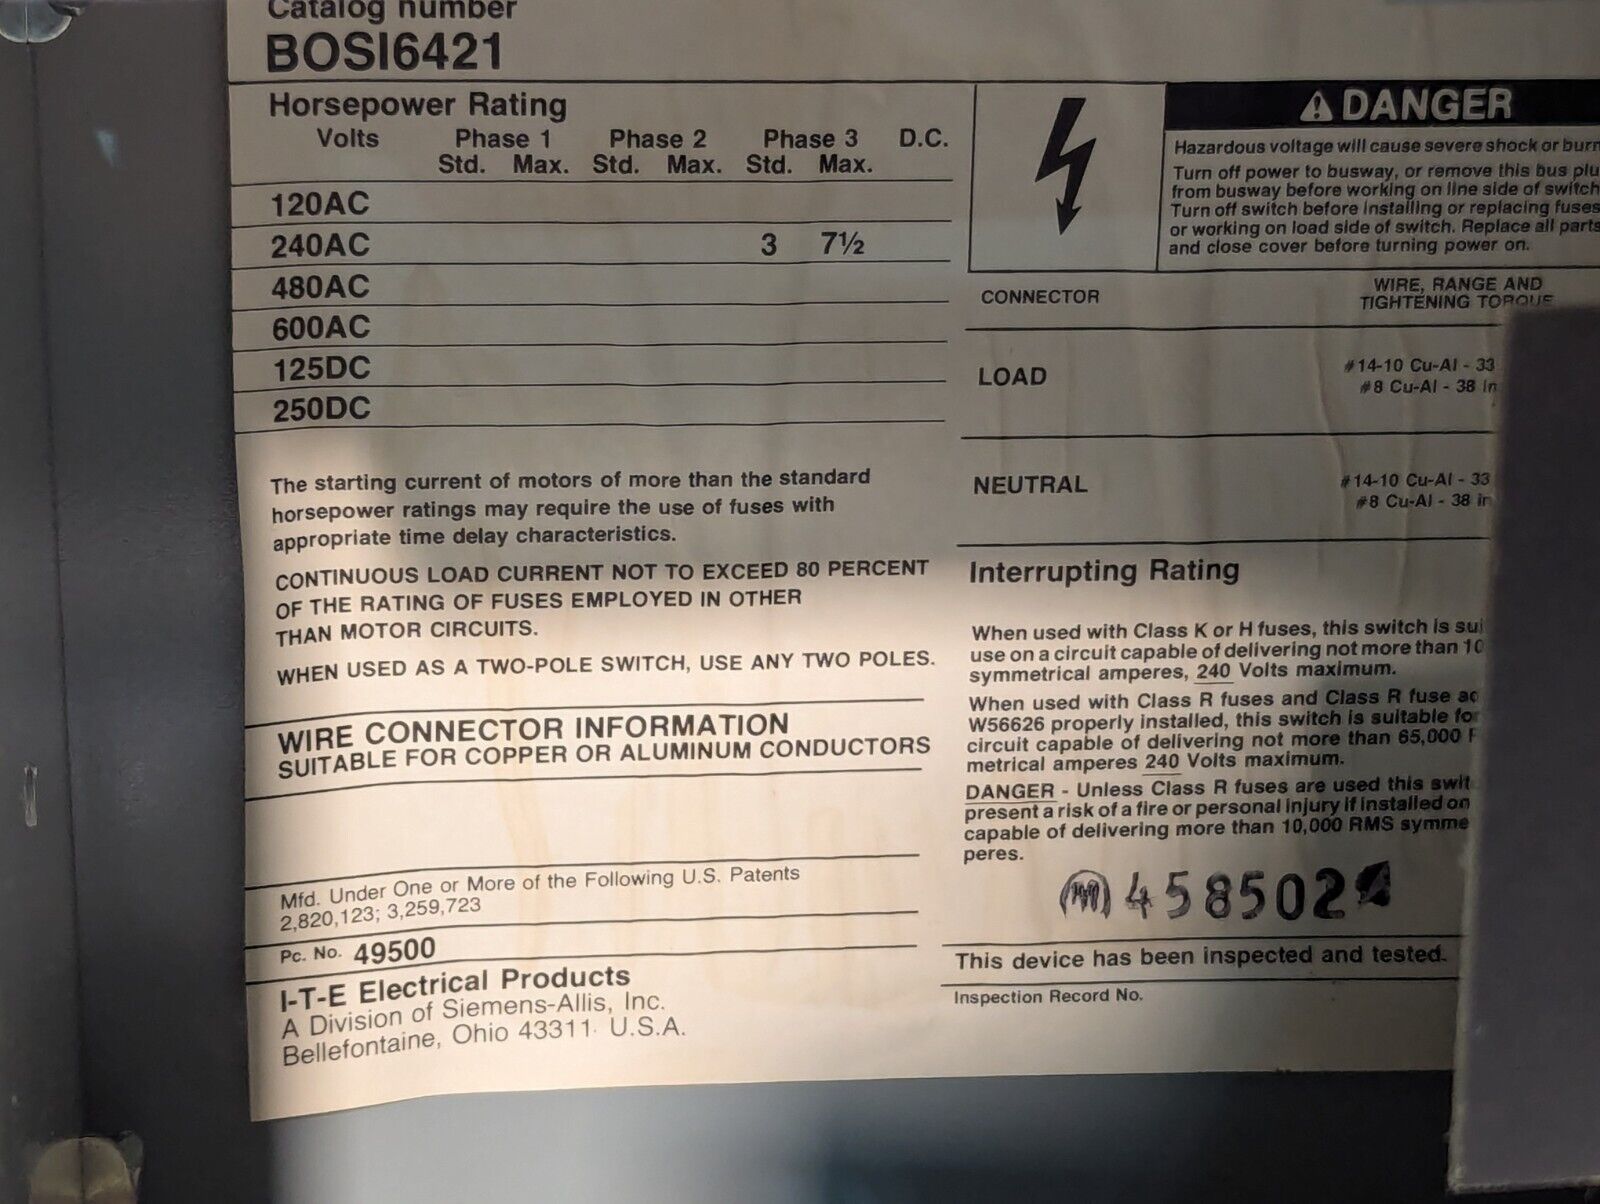 Catalog number
BOSI6421
Horsepower Rating
Volts Phase 1 Phase 2 Phase 3 D.C.
Std. Max. Std. Max. Std. Max.
120AC
240AC 3 7½
480AC
600AC
125DC
250DC
The starting current of motors of more than the standard
horsepower ratings may require the use of fuses with
appropriate time delay characteristics.
CONTINUOUS LOAD CURRENT NOT TO EXCEED 80 PERCENT
OF THE RATING OF FUSES EMPLOYED IN OTHER
THAN MOTOR CIRCUITS.
WHEN USED AS A TWO-POLE SWITCH, USE ANY TWO POLES.
WIRE CONNECTOR INFORMATION
SUITABLE FOR COPPER OR ALUMINUM CONDUCTORS
Mfd. Under One or More of the Following U.S. Patents
2,820,123; 3,259,723
Pc. No. 49500
I-T-E Electrical Products
A Division of Siemens-Allis, Inc.
Bellefontaine, Ohio 43311 U.S.A.
⚠ DANGER
Hazardous voltage will cause severe shock or burn
Turn off power to busway, or remove this bus plu
from busway before working on line side of switch
Turn off switch before installing or replacing fuses
or working on load side of switch. Replace all parts
and close cover before turning power on.
CONNECTOR WIRE, RANGE AND
TIGHTENING TORQUE
LOAD #14-10 Cu-Al - 33
#8 Cu-Al - 38 in
NEUTRAL #14-10 Cu-Al - 33
#8 Cu-Al - 38 in
Interrupting Rating
When used with Class K or H fuses, this switch is sui
use on a circuit capable of delivering not more than 10
symmetrical amperes, 240 Volts maximum.
When used with Class R fuses and Class R fuse
W56626 properly installed, this switch is suitable fo
circuit capable of delivering not more than 65,000
metrical amperes 240 Volts maximum.
DANGER - Unless Class R fuses are used this swit
present a risk of a fire or personal injury if installed on
capable of delivering more than 10,000 RMS symme
peres.
458502
This device has been inspected and tested.
Inspection Record No.